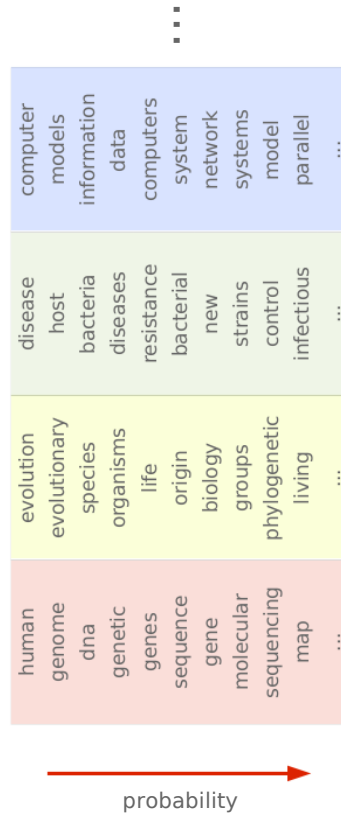 ...
computer
models
information
data
computers
system
network
systems
model
parallel
...
disease
host
bacteria
diseases
resistance
bacterial
new
strains
control
infectious
...
evolution
evolutionary
species
organisms
life
origin
biology
groups
phylogenetic
living
...
human
genome
dna
genetic
genes
sequence
gene
molecular
sequencing
map
...
probability